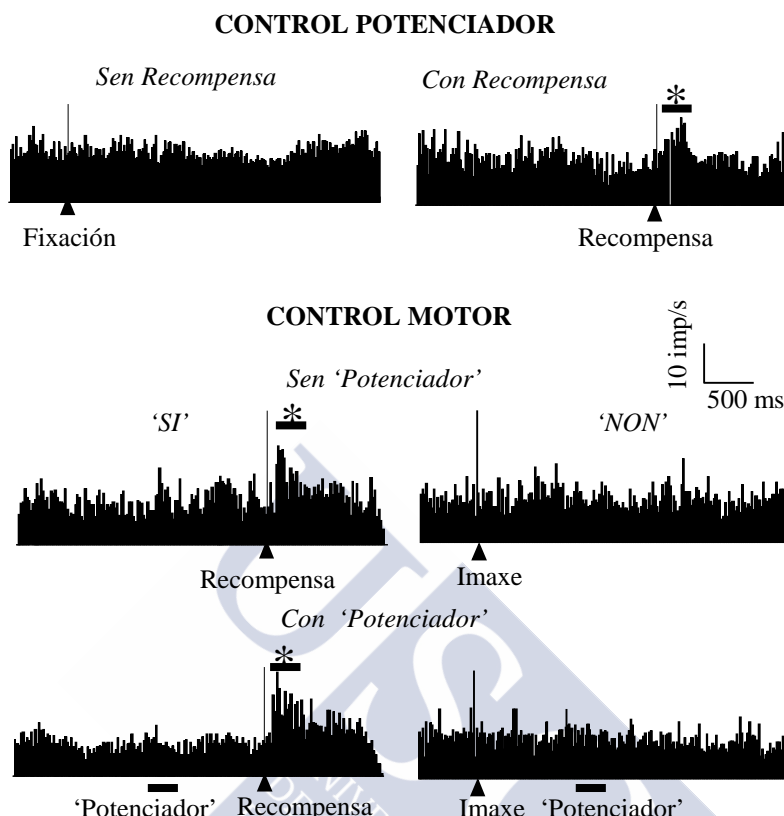 CONTROL POTENCIADOR
Sen Recompensa Con Recompensa
*
Fixación Recompensa
CONTROL MOTOR
10 imp/s
500 ms
Sen ‘Potenciador’
‘SI’ * ‘NON’
Recompensa Imaxe
Con ‘Potenciador’
*
‘Potenciador’ Recompensa Imaxe ‘Potenciador’